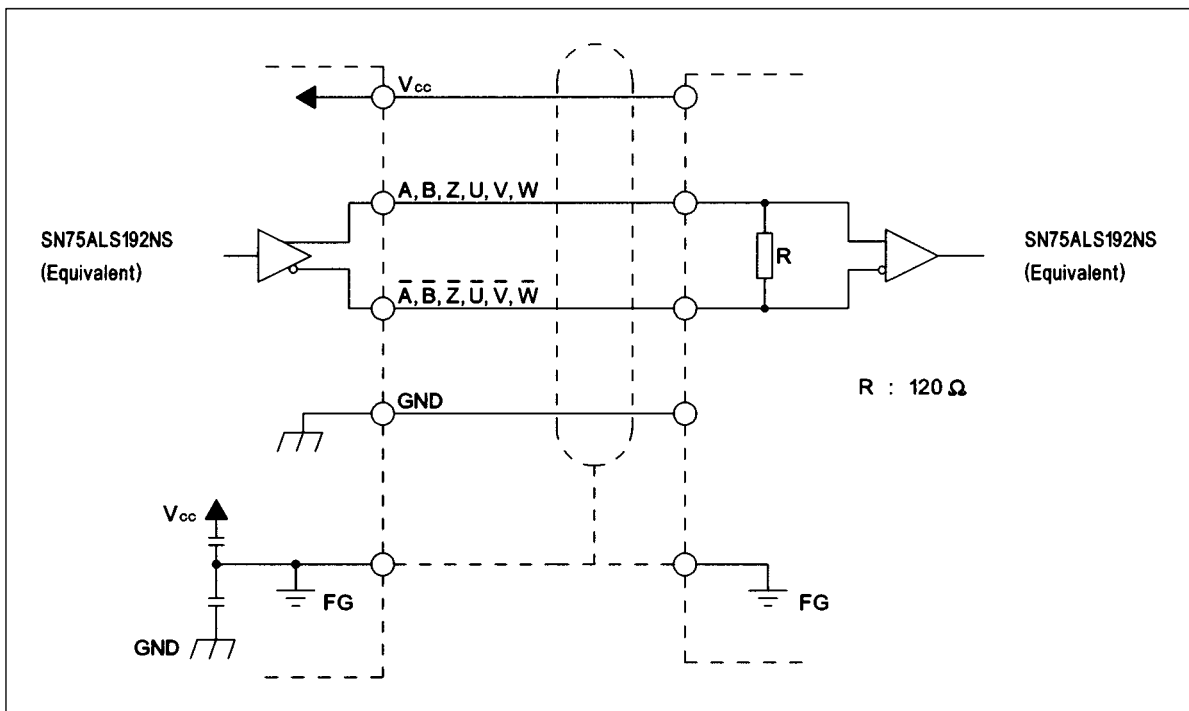 Vcc
A, B, Z, U, V, W
SN75ALS192NS
(Equivalent)
R
SN75ALS192NS
(Equivalent)
A̅, B̅, Z̅, U̅, V̅, W̅
R : 120 Ω
GND
Vcc
FG
FG
GND